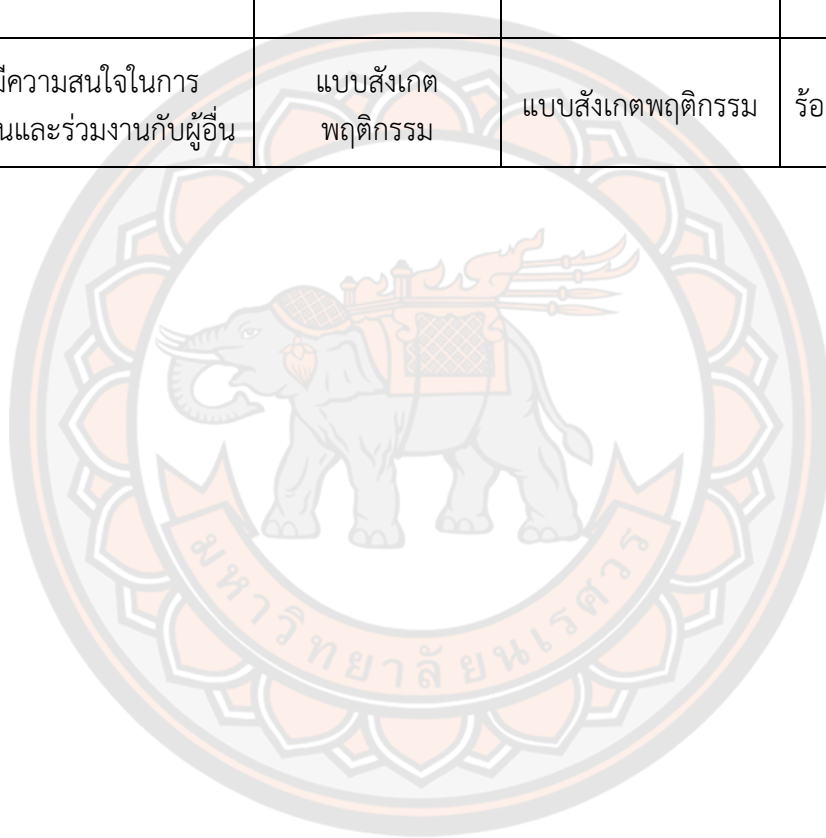 มีความสนใจในการ
นและร่วมงานกับผู้อื่น
แบบสังเกต
พฤติกรรม
แบบสังเกตพฤติกรรม
ร้อ
มหาวิทยาลัยนเรศวร